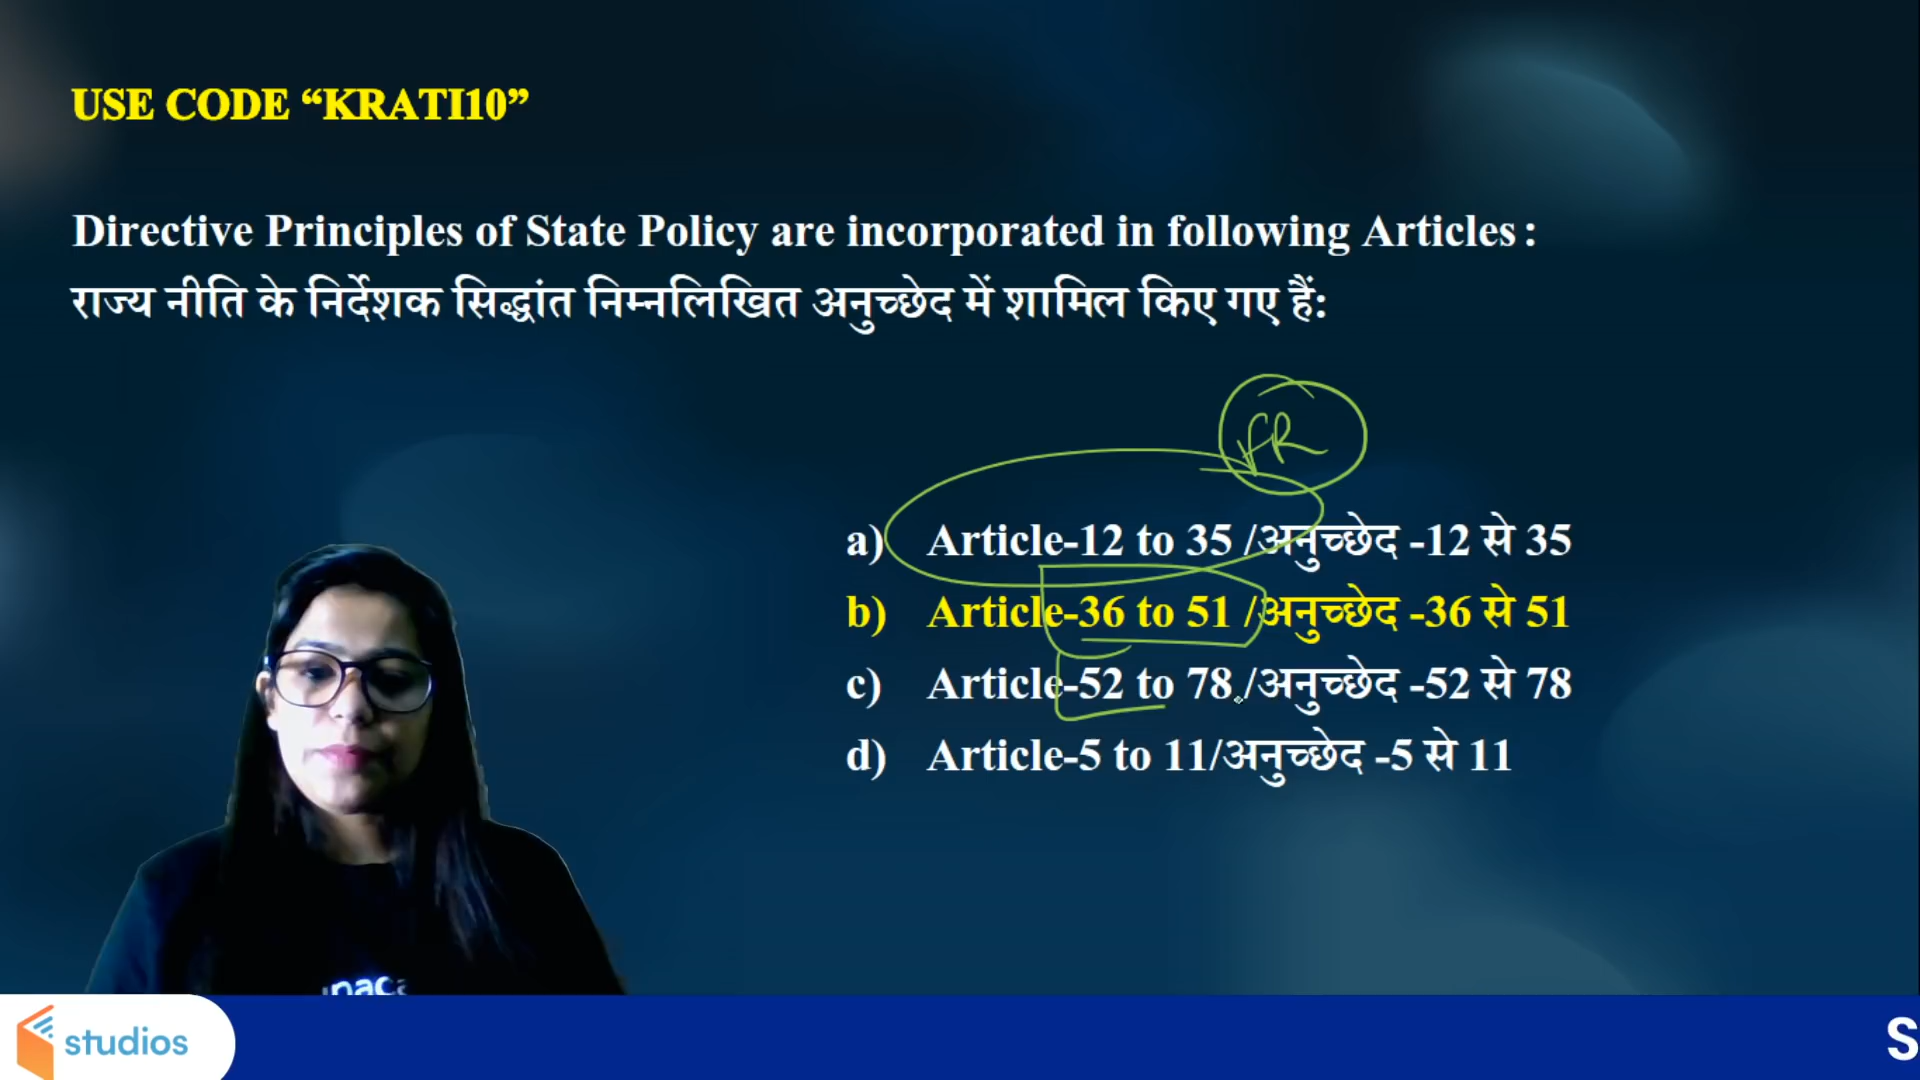 USE CODE “KRATI10”
Directive Principles of State Policy are incorporated in following Articles :
राज्य नीति के निर्देशक सिद्धांत निम्नलिखित अनुच्छेद में शामिल किए गए हैं:
FR
a) Article-12 to 35 /अनुच्छेद -12 से 35
b) Article-36 to 51 /अनुच्छेद -36 से 51
c) Article-52 to 78 /अनुच्छेद -52 से 78
d) Article-5 to 11/अनुच्छेद -5 से 11
studios
S